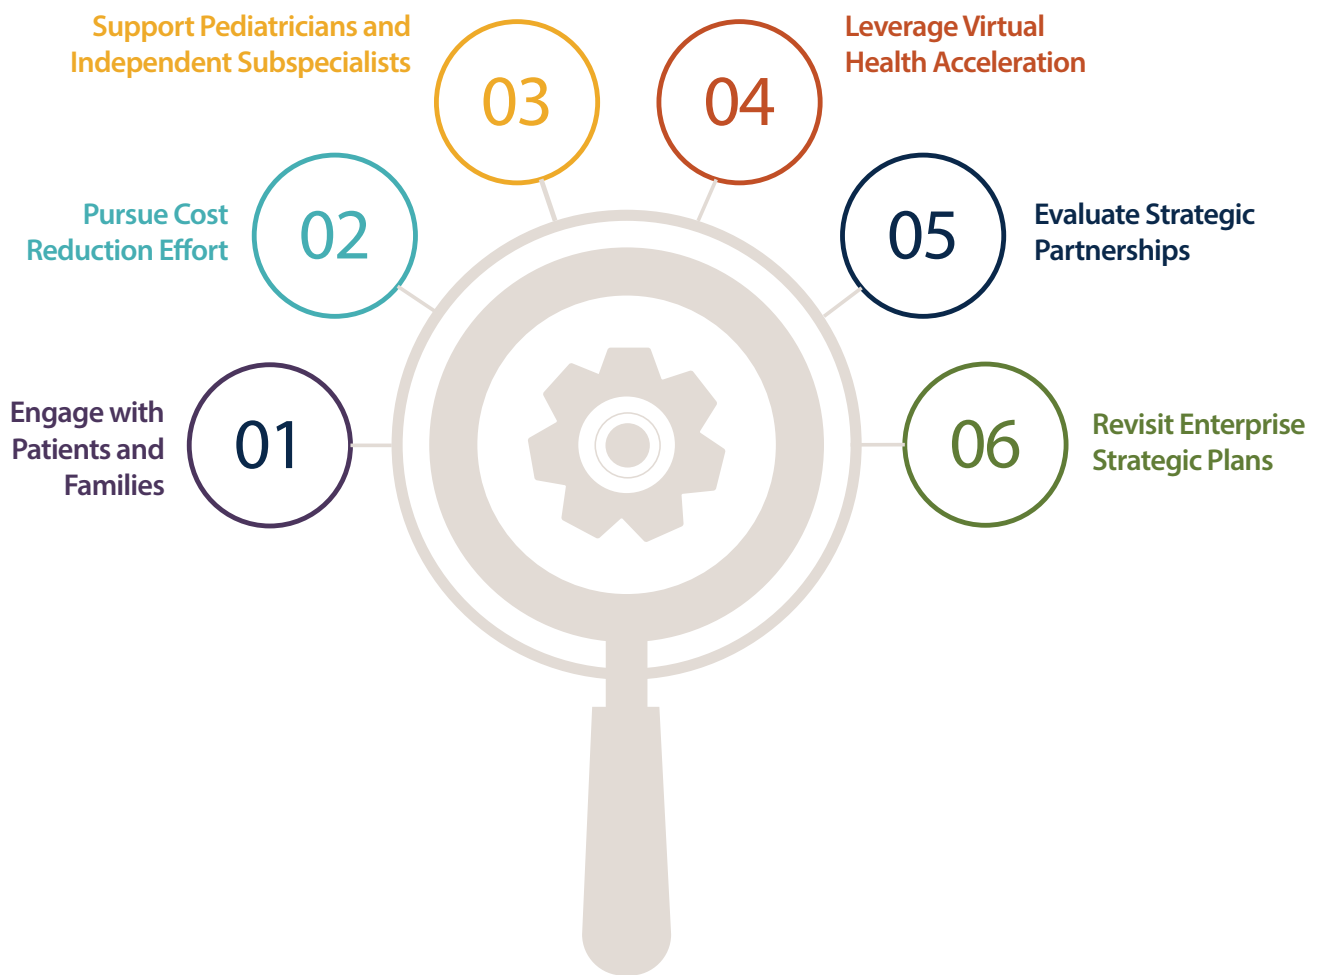 01
Engage with
Patients and
Families
02
Pursue Cost
Reduction Effort
03
Support Pediatricians and
Independent Subspecialists
04
Leverage Virtual
Health Acceleration
05
Evaluate Strategic
Partnerships
06
Revisit Enterprise
Strategic Plans